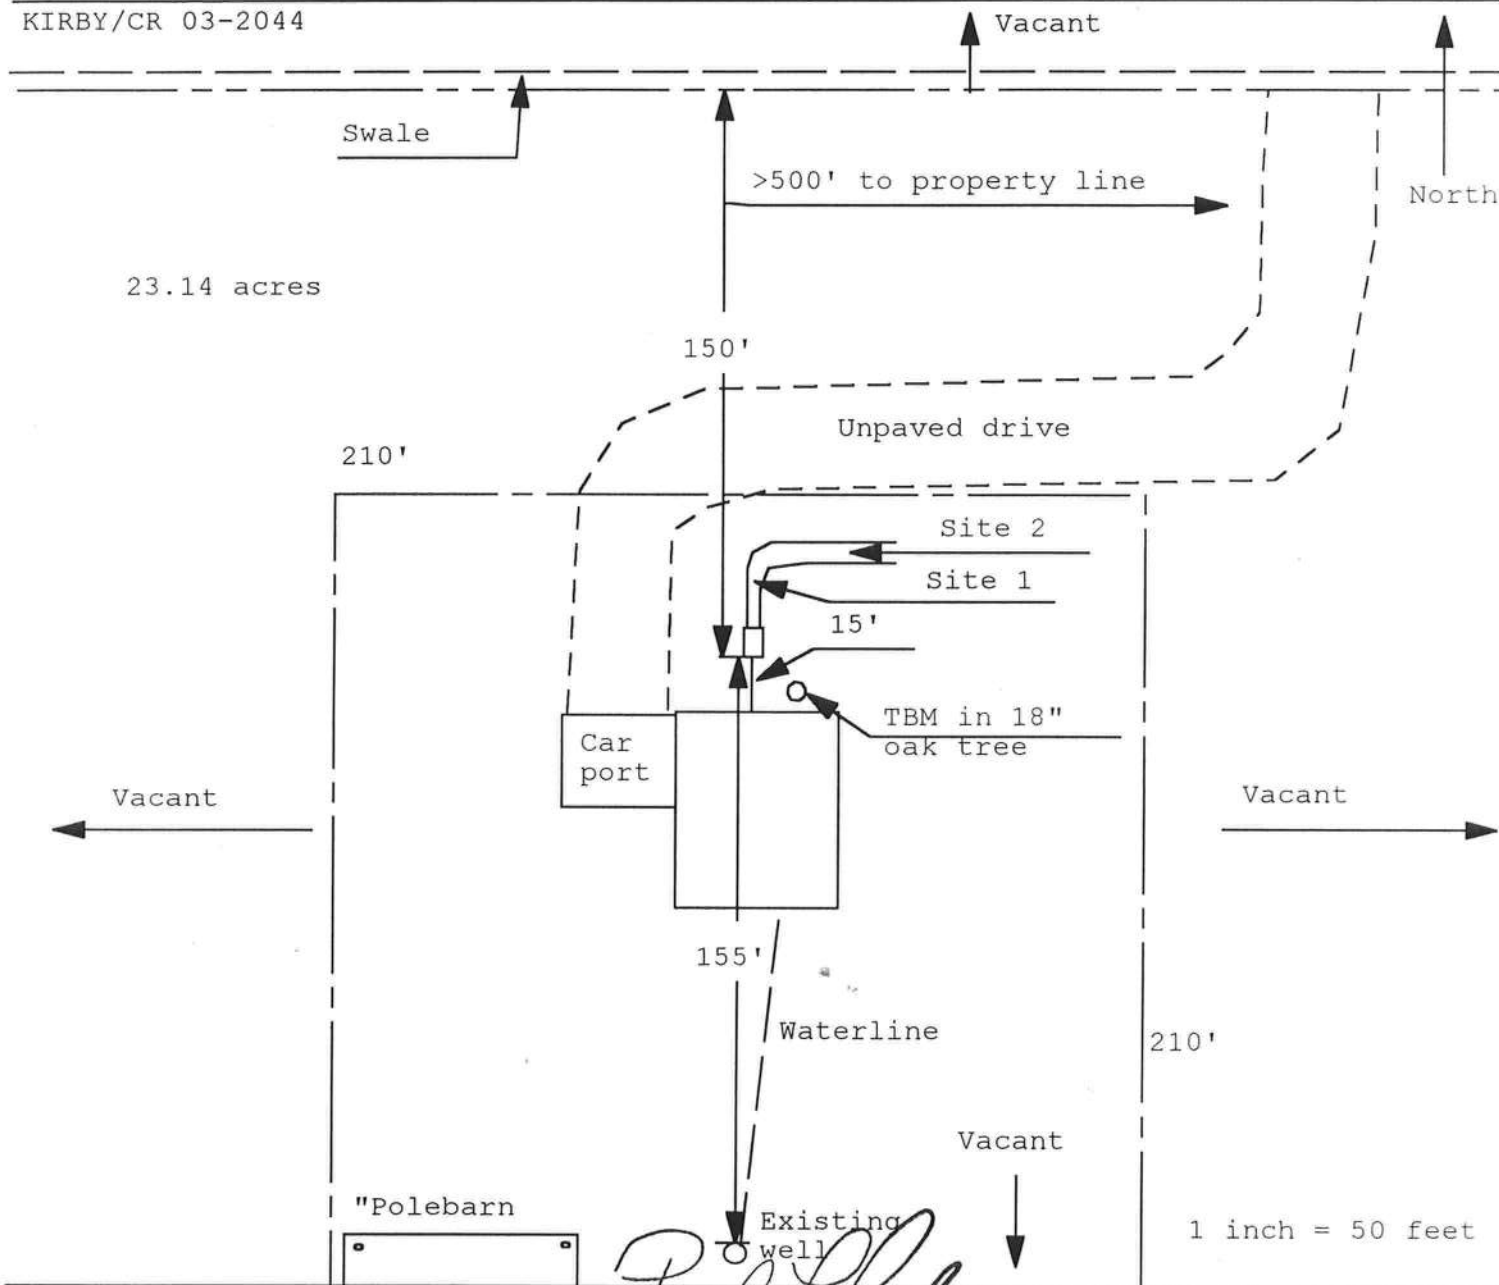 KIRBY/CR 03-2044
Vacant
Swale
>500' to property line
North
23.14 acres
150'
Unpaved drive
210'
Site 2
Site 1
15'
TBM in 18"
oak tree
Car
port
Vacant
Vacant
155'
Waterline
210'
Vacant
"Polebarn
Existing
well
1 inch = 50 feet